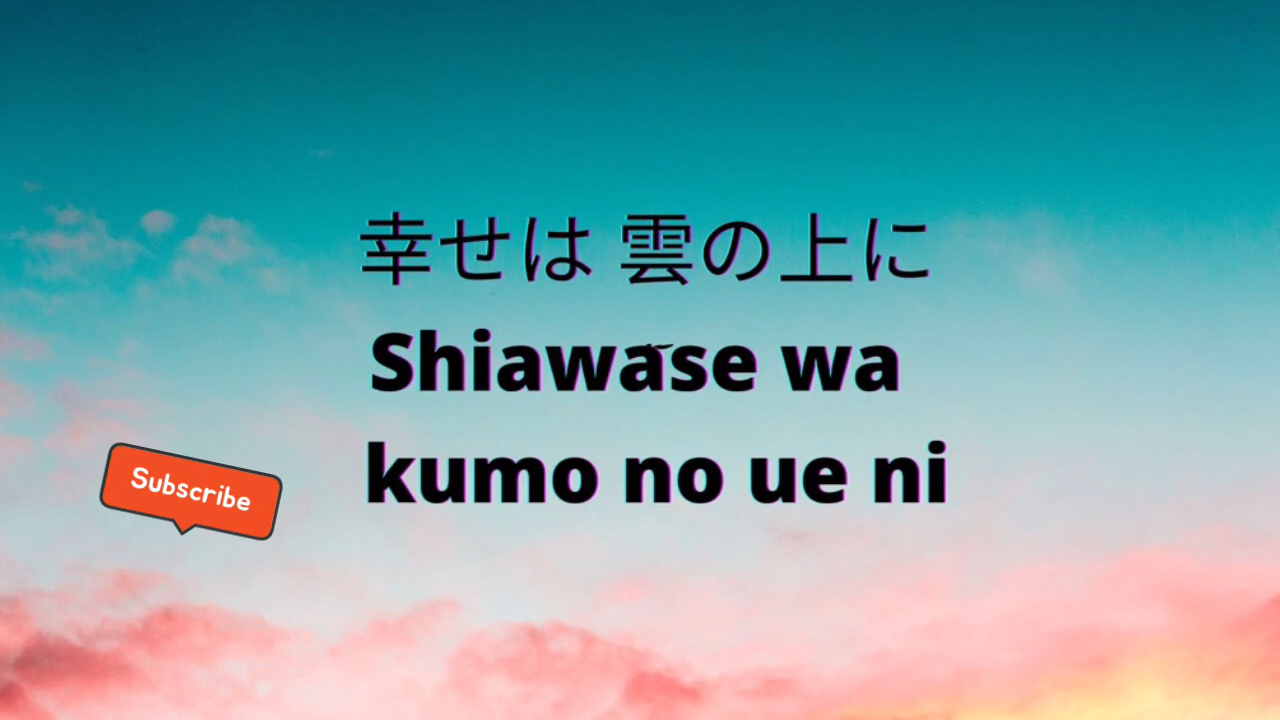 幸せは 雲の上に
Shiawase wa
kumo no ue ni
Subscribe